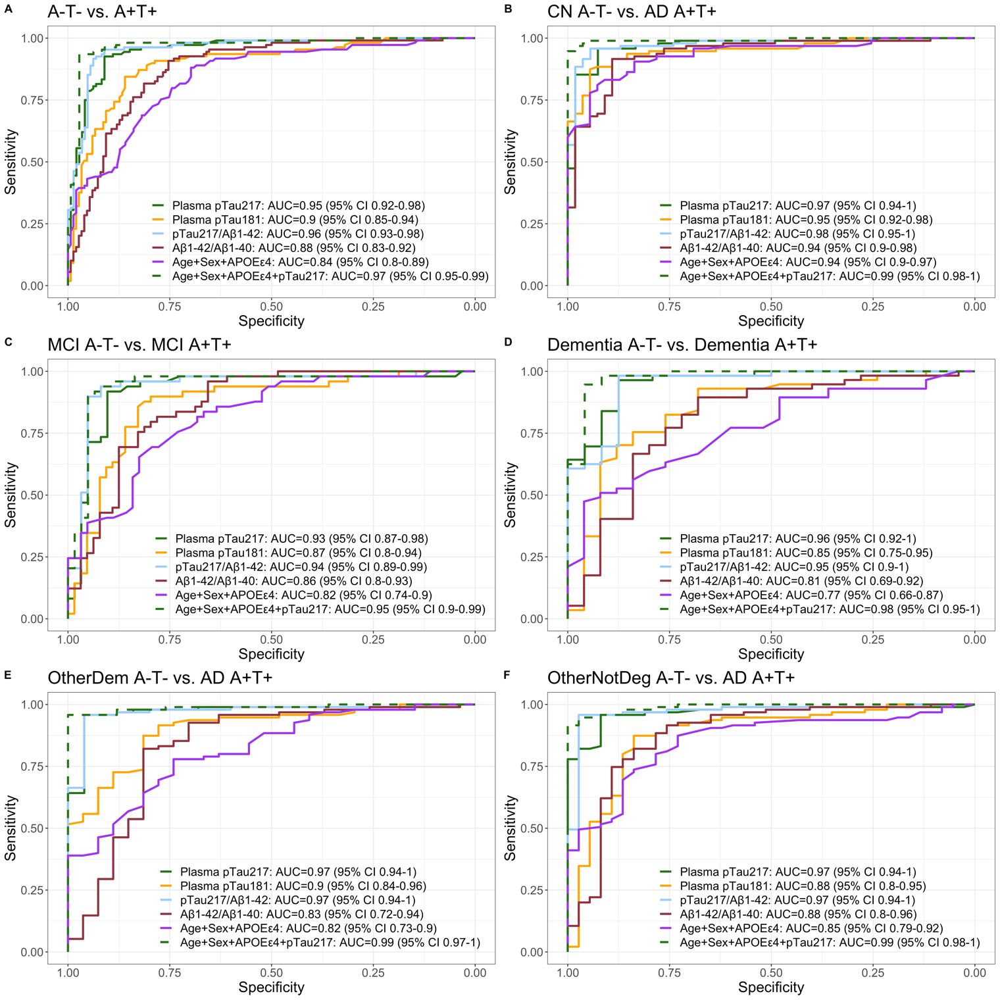 A A-T- vs. A+T+
1.00
0.75
0.50
0.25
0.00
Sensitivity
Plasma pTau217: AUC=0.95 (95% CI 0.92-0.98)
Plasma pTau181: AUC=0.9 (95% CI 0.85-0.94)
pTau217/Aβ1-42: AUC=0.96 (95% CI 0.93-0.98)
Aβ1-42/Aβ1-40: AUC=0.88 (95% CI 0.83-0.92)
Age+Sex+APOEε4: AUC=0.84 (95% CI 0.8-0.89)
Age+Sex+APOEε4+pTau217: AUC=0.97 (95% CI 0.95-0.99)
1.00 0.75 0.50 0.25 0.00
Specificity
B CN A-T- vs. AD A+T+
1.00
0.75
0.50
0.25
0.00
Sensitivity
Plasma pTau217: AUC=0.97 (95% CI 0.94-1)
Plasma pTau181: AUC=0.95 (95% CI 0.92-0.98)
pTau217/Aβ1-42: AUC=0.98 (95% CI 0.95-1)
Aβ1-42/Aβ1-40: AUC=0.94 (95% CI 0.9-0.98)
Age+Sex+APOEε4: AUC=0.94 (95% CI 0.9-0.97)
Age+Sex+APOEε4+pTau217: AUC=0.99 (95% CI 0.98-1)
1.00 0.75 0.50 0.25 0.00
Specificity
C MCI A-T- vs. MCI A+T+
1.00
0.75
0.50
0.25
0.00
Sensitivity
Plasma pTau217: AUC=0.93 (95% CI 0.87-0.98)
Plasma pTau181: AUC=0.87 (95% CI 0.8-0.94)
pTau217/Aβ1-42: AUC=0.94 (95% CI 0.89-0.99)
Aβ1-42/Aβ1-40: AUC=0.86 (95% CI 0.8-0.93)
Age+Sex+APOEε4: AUC=0.82 (95% CI 0.74-0.9)
Age+Sex+APOEε4+pTau217: AUC=0.95 (95% CI 0.9-0.99)
1.00 0.75 0.50 0.25 0.00
Specificity
D Dementia A-T- vs. Dementia A+T+
1.00
0.75
0.50
0.25
0.00
Sensitivity
Plasma pTau217: AUC=0.96 (95% CI 0.92-1)
Plasma pTau181: AUC=0.85 (95% CI 0.75-0.95)
pTau217/Aβ1-42: AUC=0.95 (95% CI 0.9-1)
Aβ1-42/Aβ1-40: AUC=0.81 (95% CI 0.69-0.92)
Age+Sex+APOEε4: AUC=0.77 (95% CI 0.66-0.87)
Age+Sex+APOEε4+pTau217: AUC=0.98 (95% CI 0.95-1)
1.00 0.75 0.50 0.25 0.00
Specificity
E OtherDem A-T- vs. AD A+T+
1.00
0.75
0.50
0.25
0.00
Sensitivity
Plasma pTau217: AUC=0.97 (95% CI 0.94-1)
Plasma pTau181: AUC=0.9 (95% CI 0.84-0.96)
pTau217/Aβ1-42: AUC=0.97 (95% CI 0.94-1)
Aβ1-42/Aβ1-40: AUC=0.83 (95% CI 0.72-0.94)
Age+Sex+APOEε4: AUC=0.82 (95% CI 0.73-0.9)
Age+Sex+APOEε4+pTau217: AUC=0.99 (95% CI 0.97-1)
1.00 0.75 0.50 0.25 0.00
Specificity
F OtherNotDeg A-T- vs. AD A+T+
1.00
0.75
0.50
0.25
0.00
Sensitivity
Plasma pTau217: AUC=0.97 (95% CI 0.94-1)
Plasma pTau181: AUC=0.88 (95% CI 0.8-0.95)
pTau217/Aβ1-42: AUC=0.97 (95% CI 0.94-1)
Aβ1-42/Aβ1-40: AUC=0.88 (95% CI 0.8-0.96)
Age+Sex+APOEε4: AUC=0.85 (95% CI 0.79-0.92)
Age+Sex+APOEε4+pTau217: AUC=0.99 (95% CI 0.98-1)
1.00 0.75 0.50 0.25 0.00
Specificity